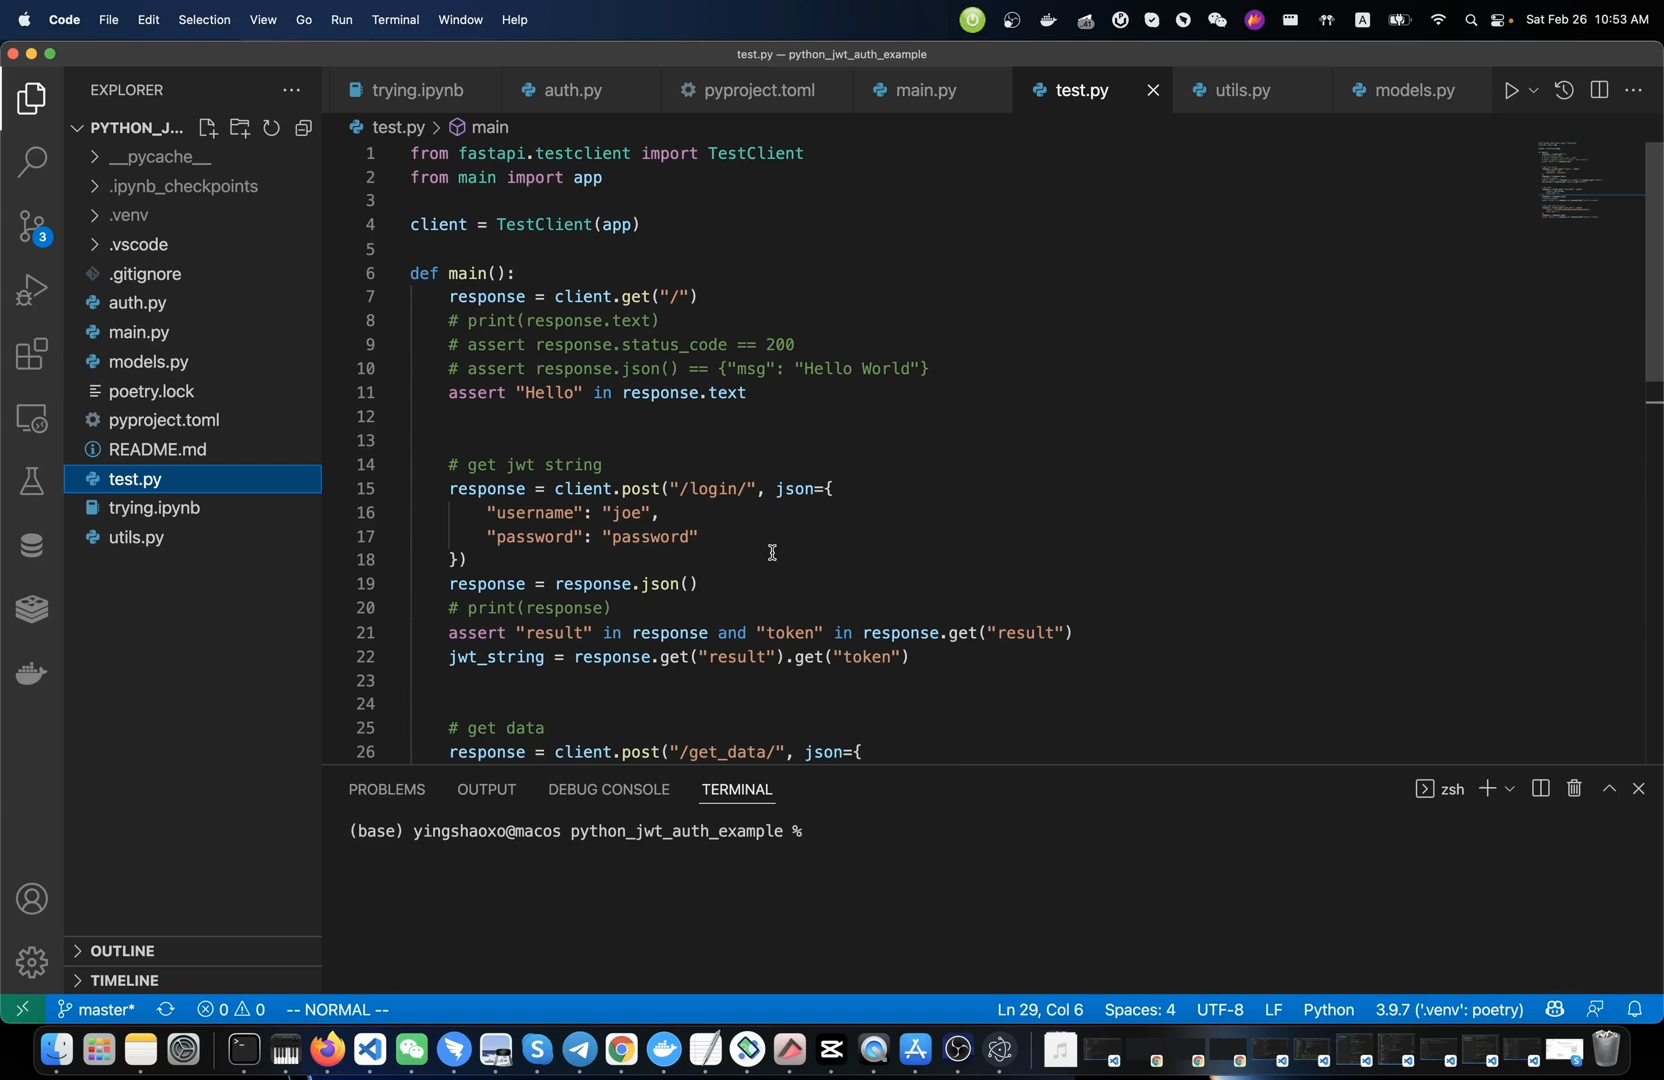 Code File Edit Selection View Go Run Terminal Window Help
A
Sat Feb 26 10:53 AM
test.py — python_jwt_auth_example
EXPLORER
trying.ipynb auth.py pyproject.toml main.py test.py utils.py models.py
PYTHON_J...
test.py > main
__pycache__
.ipynb_checkpoints
.venv
.vscode
.gitignore
auth.py
main.py
models.py
poetry.lock
pyproject.toml
README.md
test.py
trying.ipynb
utils.py
3
OUTLINE
TIMELINE
1 from fastapi.testclient import TestClient
2 from main import app
3
4 client = TestClient(app)
5
6 def main():
7 response = client.get("/")
8 # print(response.text)
9 # assert response.status_code == 200
10 # assert response.json() == {"msg": "Hello World"}
11 assert "Hello" in response.text
12
13
14 # get jwt string
15 response = client.post("/login/", json={
16 "username": "joe",
17 "password": "password"
18 })
19 response = response.json()
20 # print(response)
21 assert "result" in response and "token" in response.get("result")
22 jwt_string = response.get("result").get("token")
23
24
25 # get data
26 response = client.post("/get_data/", json={
PROBLEMS OUTPUT DEBUG CONSOLE TERMINAL
zsh
(base) yingshaoxo@macos python_jwt_auth_example %
master* 0 0 -- NORMAL --
Ln 29, Col 6 Spaces: 4 UTF-8 LF Python 3.9.7 ('.venv': poetry)